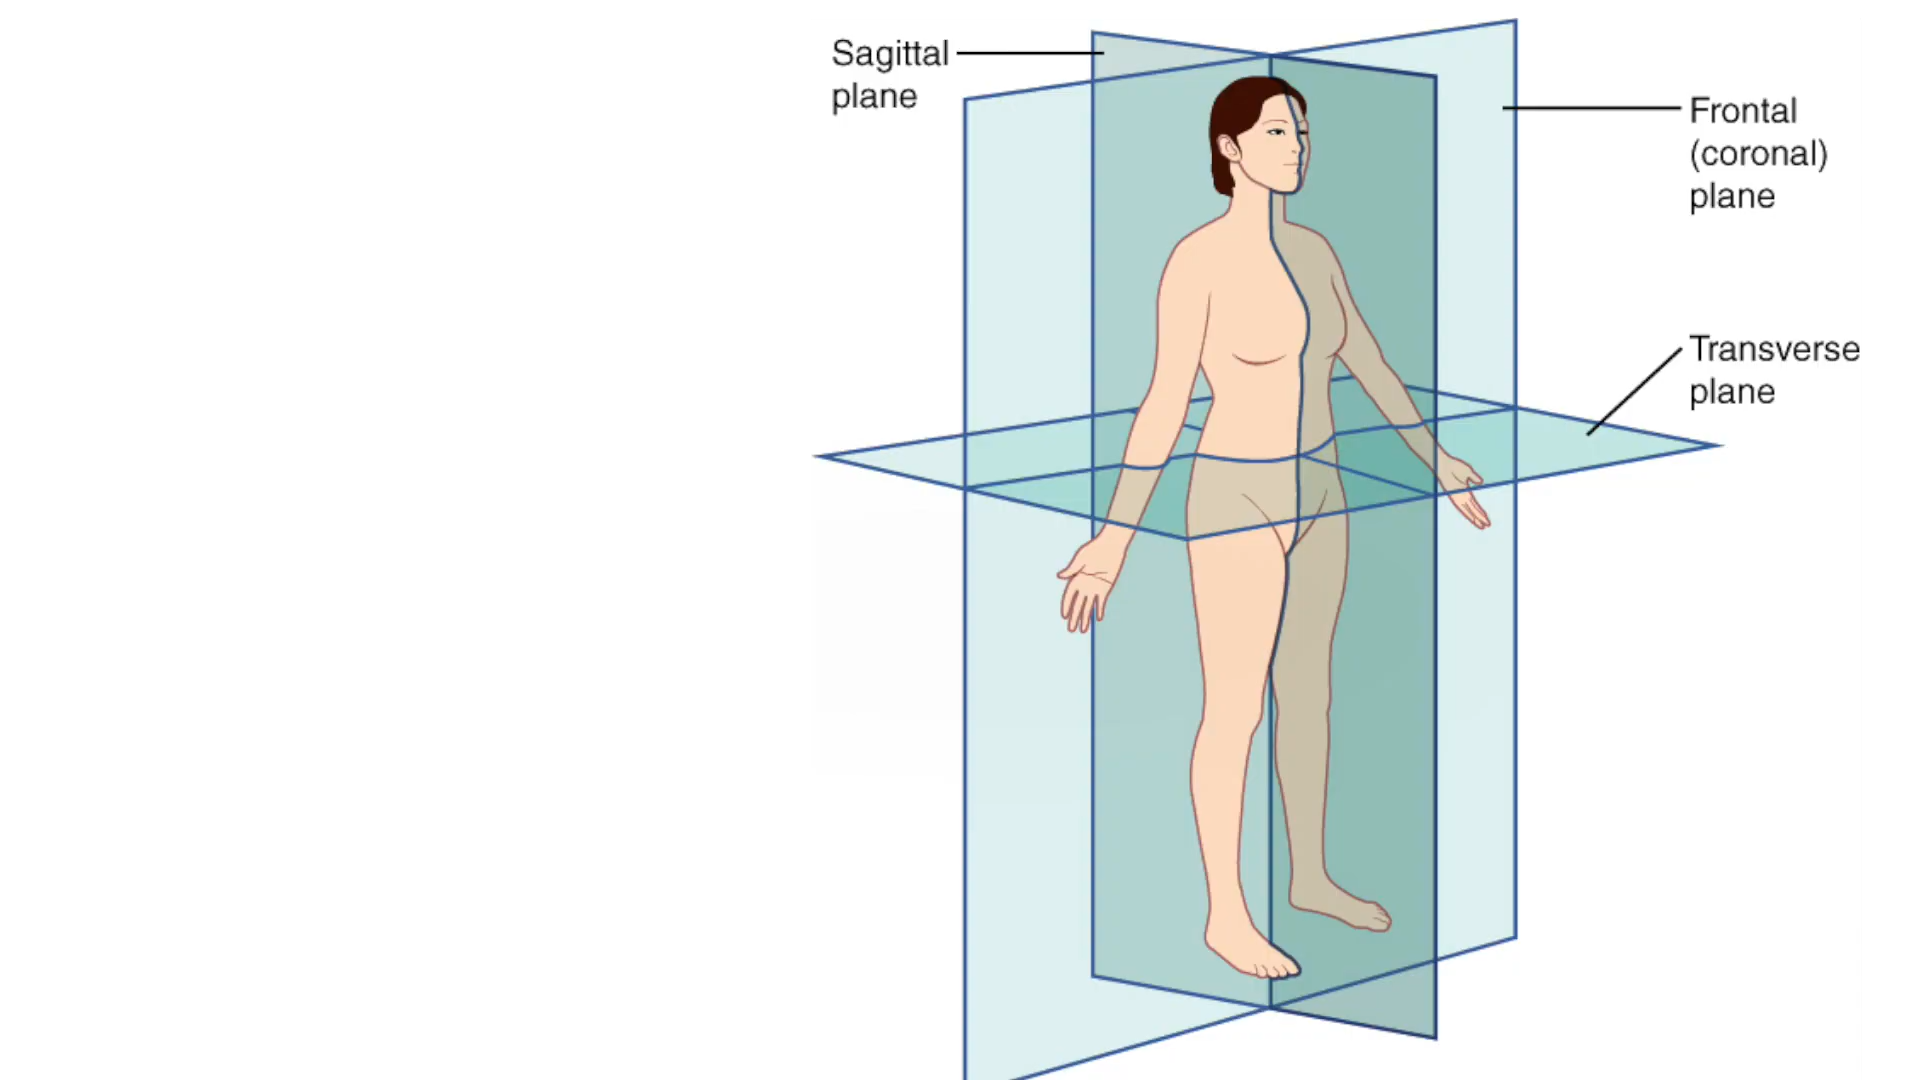 Sagittal
plane
Frontal
(coronal)
plane
Transverse
plane